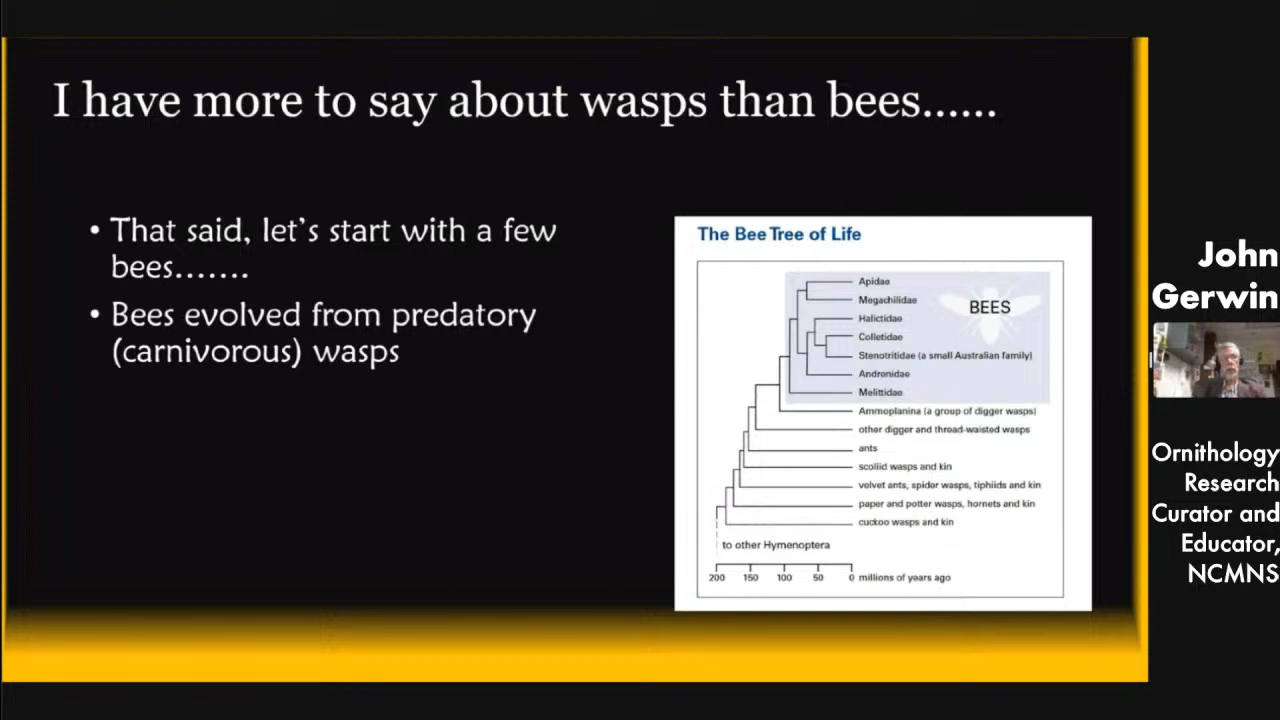 I have more to say about wasps than bees......
• That said, let's start with a few
bees.......
• Bees evolved from predatory
(carnivorous) wasps
The Bee Tree of Life
Apidae
Megachilidae
BEES
Halictidae
Colletidae
Stenotritidae (a small Australian family)
Andrenidae
Melittidae
Ammoplanina (a group of digger wasps)
other digger and thread-waisted wasps
ants
scoliid wasps and kin
velvet ants, spider wasps, tiphiids and kin
paper and potter wasps, hornets and kin
cuckoo wasps and kin
to other Hymenoptera
200 150 100 50 0 millions of years ago
John
Gerwin
Ornithology
Research
Curator and
Educator,
NCMNS